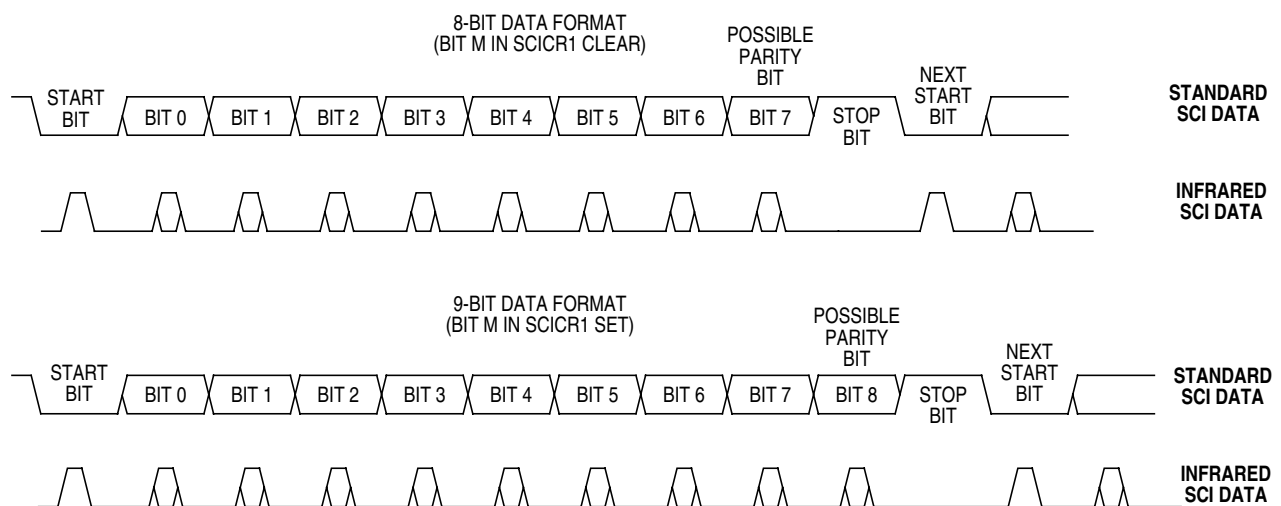 8-BIT DATA FORMAT
(BIT M IN SCICR1 CLEAR)
POSSIBLE
PARITY
BIT
NEXT
START
BIT
STANDARD
SCI DATA
START
BIT
BIT 0
BIT 1
BIT 2
BIT 3
BIT 4
BIT 5
BIT 6
BIT 7
STOP
BIT
INFRARED
SCI DATA
9-BIT DATA FORMAT
(BIT M IN SCICR1 SET)
POSSIBLE
PARITY
BIT
NEXT
START
BIT
STANDARD
SCI DATA
START
BIT
BIT 0
BIT 1
BIT 2
BIT 3
BIT 4
BIT 5
BIT 6
BIT 7
BIT 8
STOP
BIT
INFRARED
SCI DATA